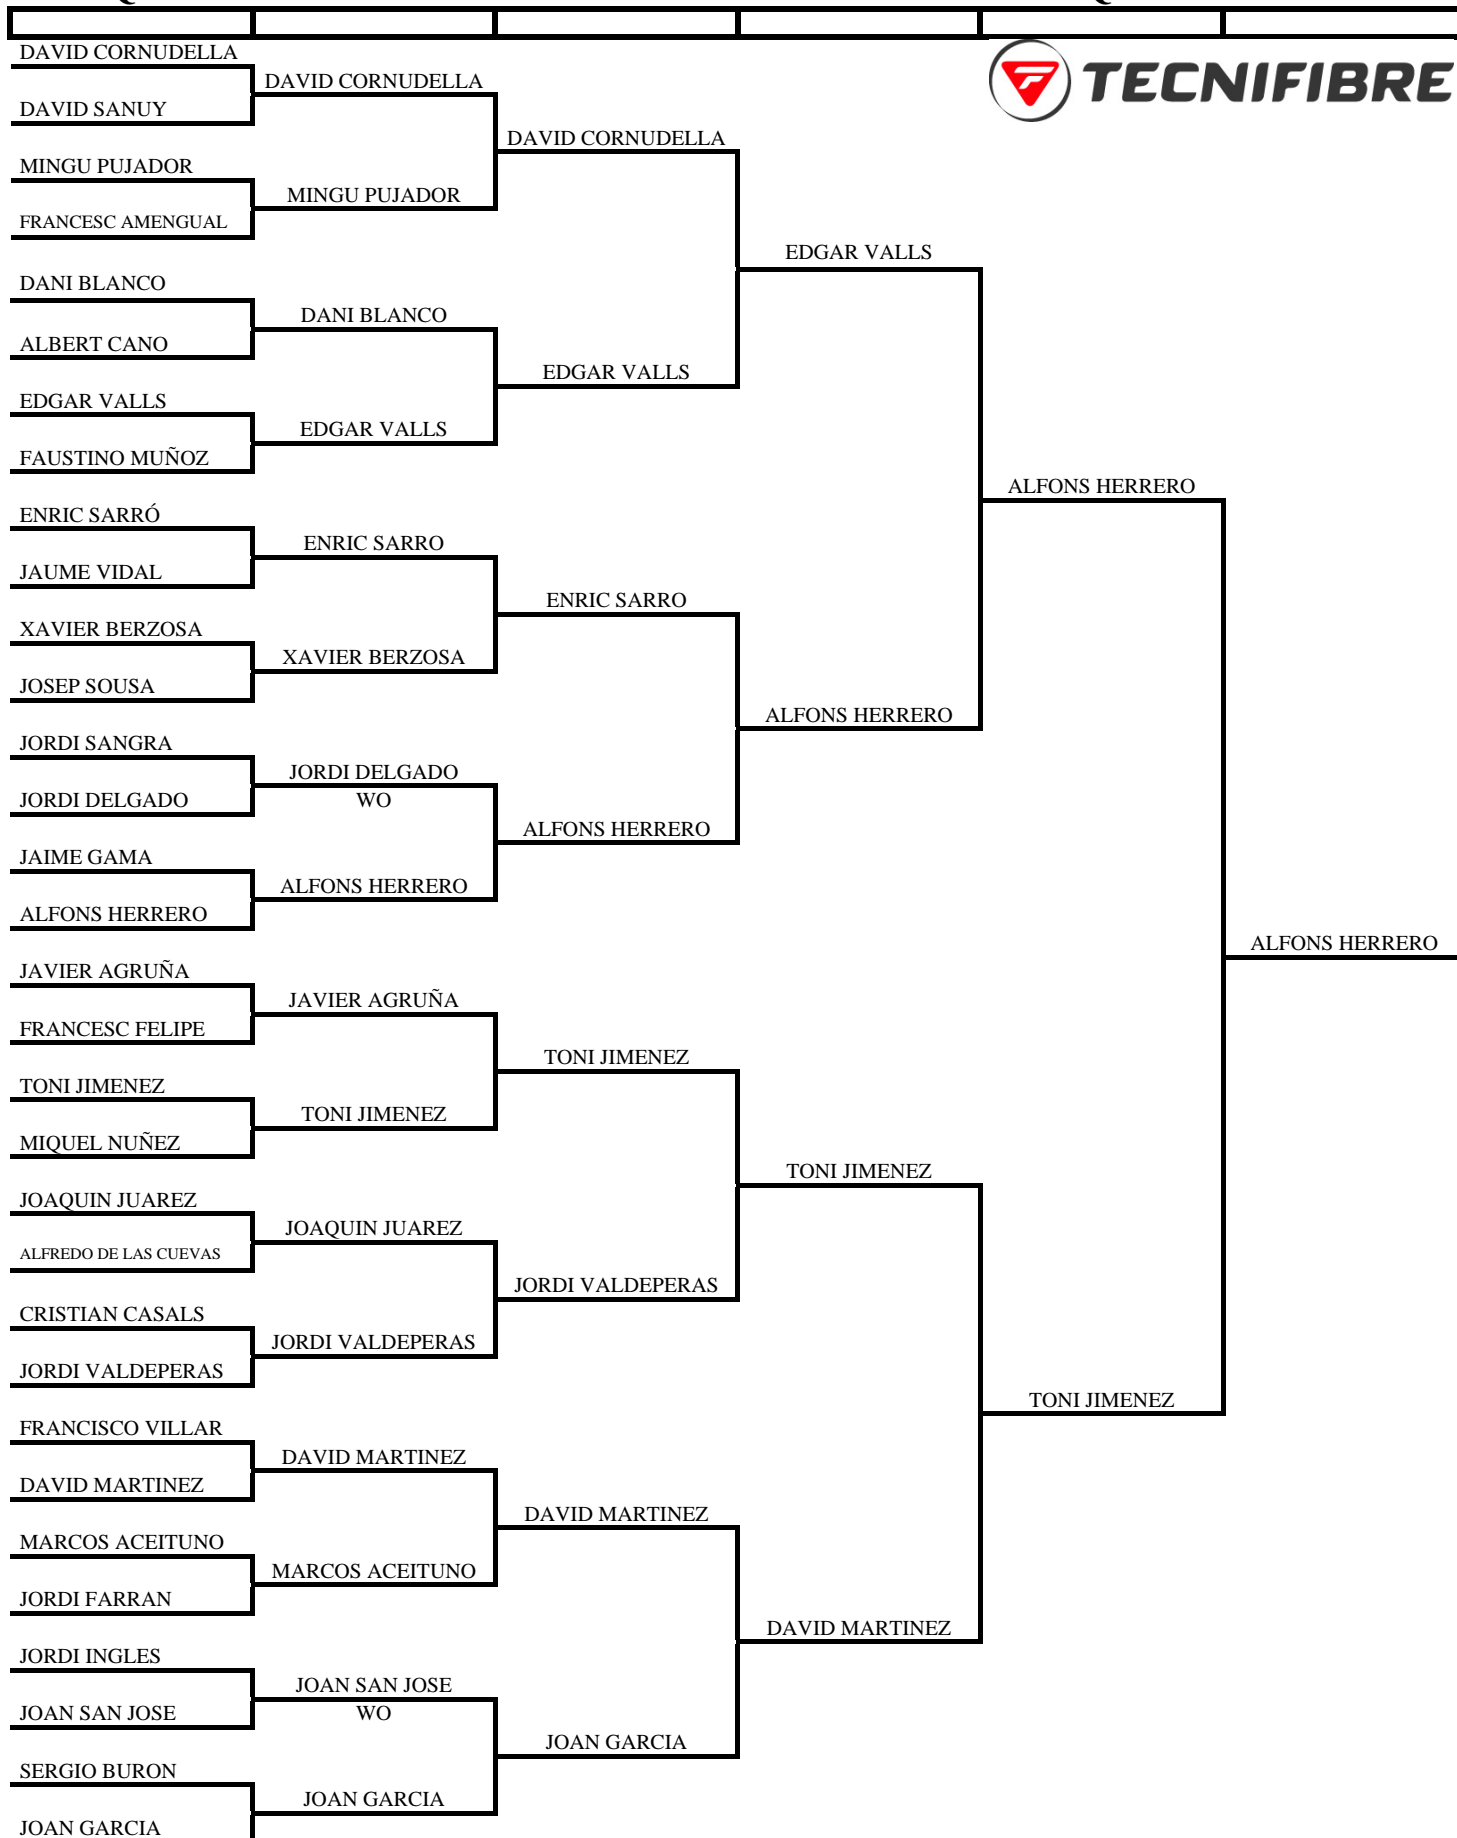 TECNIFIBRE
DAVID CORNUDELLA
DAVID SANUY
MINGU PUJADOR
FRANCESC AMENGUAL
DANI BLANCO
ALBERT CANO
EDGAR VALLS
FAUSTINO MUÑOZ
ENRIC SARRÓ
JAUME VIDAL
XAVIER BERZOSA
JOSEP SOUSA
JORDI SANGRA
JORDI DELGADO
JAIME GAMA
ALFONS HERRERO
JAVIER AGRUÑA
FRANCESC FELIPE
TONI JIMENEZ
MIQUEL NUÑEZ
JOAQUIN JUAREZ
ALFREDO DE LAS CUEVAS
CRISTIAN CASALS
JORDI VALDEPERAS
FRANCISCO VILLAR
DAVID MARTINEZ
MARCOS ACEITUNO
JORDI FARRAN
JORDI INGLES
JOAN SAN JOSE
SERGIO BURON
JOAN GARCIA
DAVID CORNUDELLA
MINGU PUJADOR
DANI BLANCO
EDGAR VALLS
ENRIC SARRO
XAVIER BERZOSA
JORDI DELGADO
WO
ALFONS HERRERO
JAVIER AGRUÑA
TONI JIMENEZ
JOAQUIN JUAREZ
JORDI VALDEPERAS
DAVID MARTINEZ
MARCOS ACEITUNO
JOAN SAN JOSE
WO
JOAN GARCIA
DAVID CORNUDELLA
EDGAR VALLS
ENRIC SARRO
ALFONS HERRERO
TONI JIMENEZ
JORDI VALDEPERAS
DAVID MARTINEZ
JOAN GARCIA
EDGAR VALLS
ALFONS HERRERO
TONI JIMENEZ
DAVID MARTINEZ
ALFONS HERRERO
TONI JIMENEZ
ALFONS HERRERO